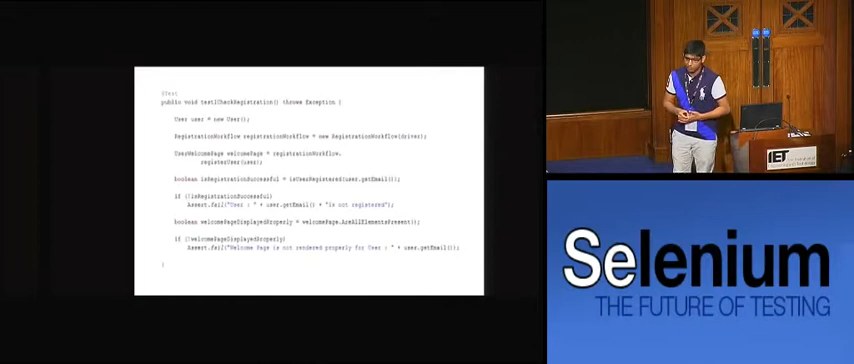 @Test
public void test1CheckRegistration() throws Exception {
User user = new User();
RegistrationWorkflow registrationWorkflow = new RegistrationWorkflow(driver);
UserWelcomePage welcomePage = registrationWorkflow.
registerUser(user);
boolean isRegistrationSuccessful = isUserRegistered(user.getEmail());
if (!isRegistrationSuccessful)
Assert.fail("User : " + user.getEmail() + "is not registered");
boolean welcomePageDisplayedProperly = welcomePage.AreAllElementsPresent();
if (!welcomePageDisplayedProperly)
Assert.fail("Welcome Page is not rendered properly for User : " + user.getEmail());
}
IET
Selenium
THE FUTURE OF TESTING